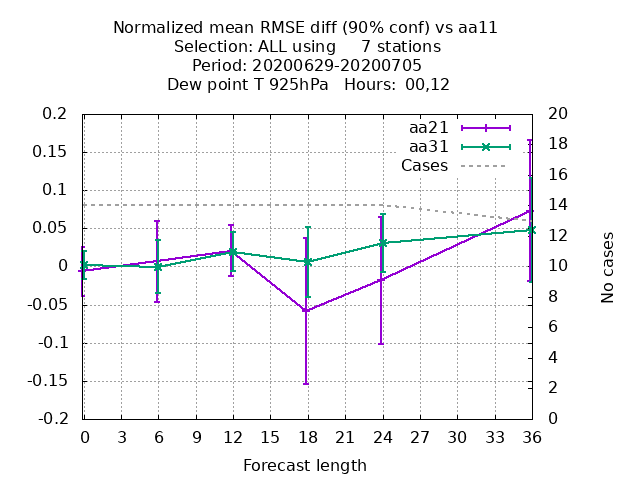 Normalized mean RMSE diff (90% conf) vs aa11
Selection: ALL using     7 stations
Period: 20200629-20200705
Dew point T 925hPa   Hours: 00,12
aa21
aa31
Cases
0.2
0.15
0.1
0.05
0
-0.05
-0.1
-0.15
-0.2
20
18
16
14
12
10
8
6
4
2
0
No cases
0 3 6 9 12 15 18 21 24 27 30 33 36
Forecast length